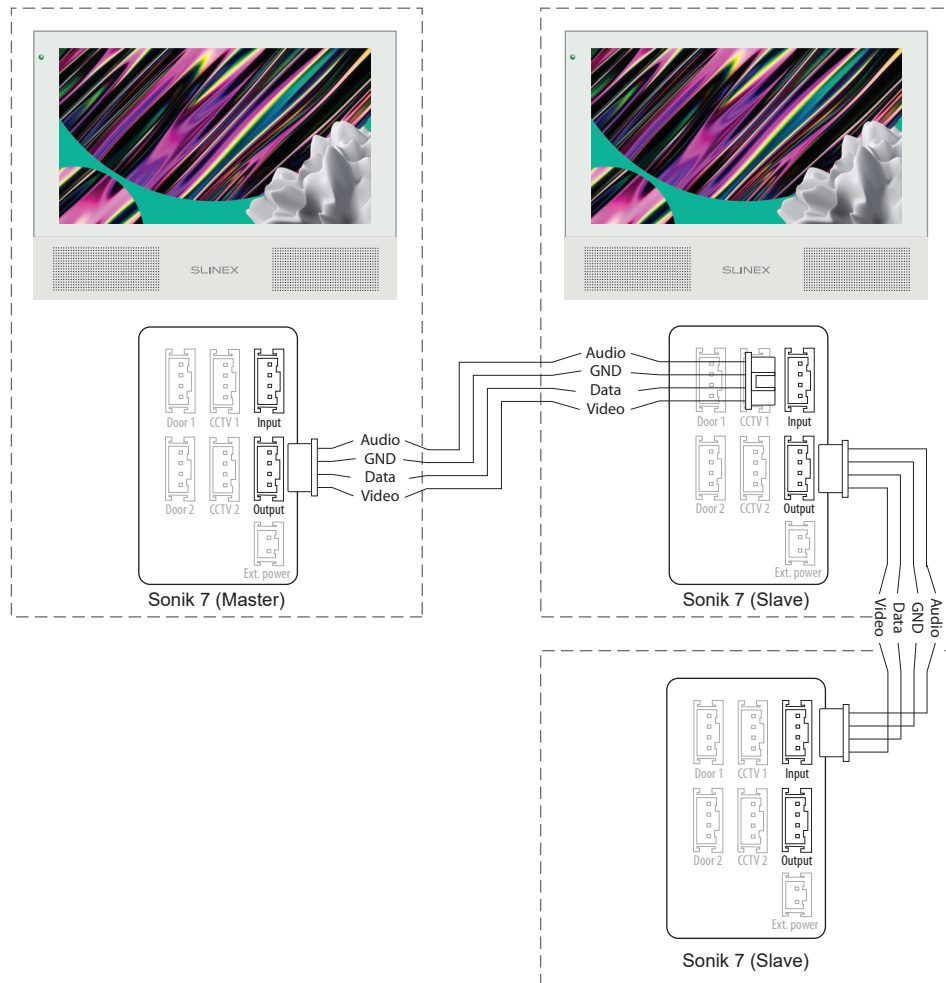 SLINEX
Door 1 CCTV 1 Input
Door 2 CCTV 2 Output
Ext. power
Audio
GND
Data
Video
Sonik 7 (Master)
SLINEX
Audio
GND
Data
Video
Door 1 CCTV 1 Input
Door 2 CCTV 2 Output
Ext. power
Sonik 7 (Slave)
Video
Data
GND
Audio
Door 1 CCTV 1 Input
Door 2 CCTV 2 Output
Ext. power
Sonik 7 (Slave)